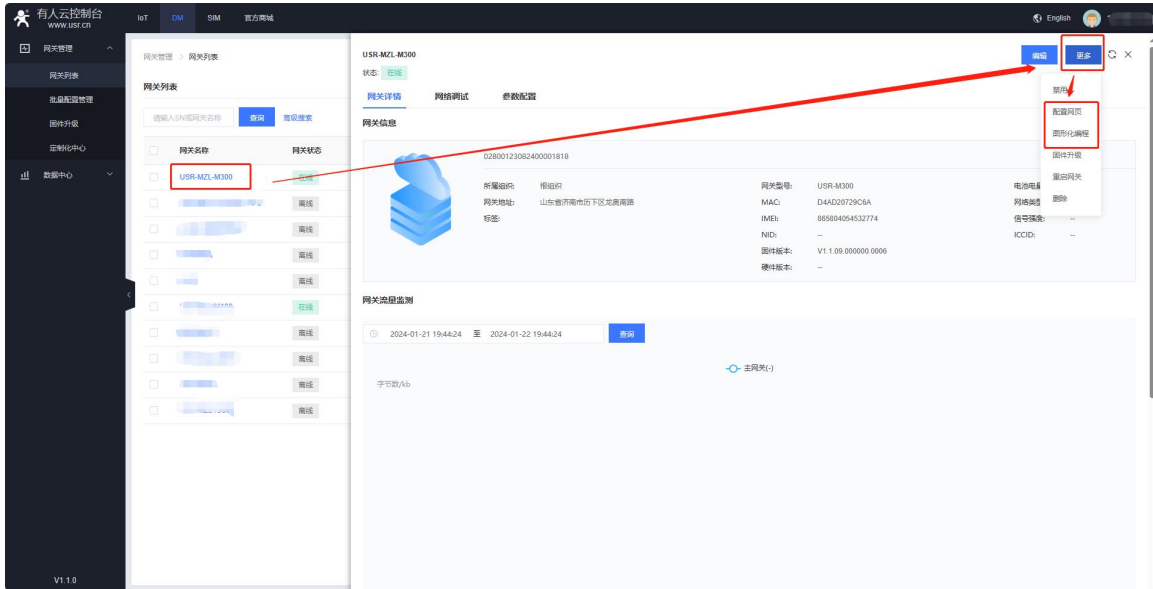 有人云控制台
www.usr.cn
IoT DM SIM 官方商城
English
网关管理
网关列表
批量配置管理
固件升级
定制化中心
数据中心
V1.1.0
网关管理 > 网关列表
网关列表
请输入SN或网关名称 查询 高级搜索
网关名称 网关状态
USR-MZL-M300 在线
离线
离线
离线
离线
在线
离线
离线
离线
离线
USR-MZL-M300
状态: 在线
编辑 更多
禁用
配置网页
图形化编程
固件升级
重启网关
删除
网关详情 网络调试 参数配置
网关信息
02800123082400001818
所属组织: 根组织 网关型号: USR-M300 电池电量
网关地址: 山东省济南市历下区龙奥南路 MAC: D4AD20729C6A 网络类型
标签: IMEI: 865804054532774 信号强度: --
NID: -- ICCID: --
固件版本: V1.1.09.000000.0006
硬件版本: --
网关流量监测
2024-01-21 19:44:24 至 2024-01-22 19:44:24 查询
主网关(-)
字节数/kb